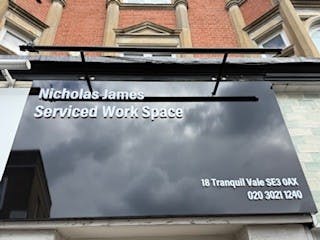 Nicholas James
Serviced Work Space
18 Tranquil Vale SE3 0AX
020 3021 1240